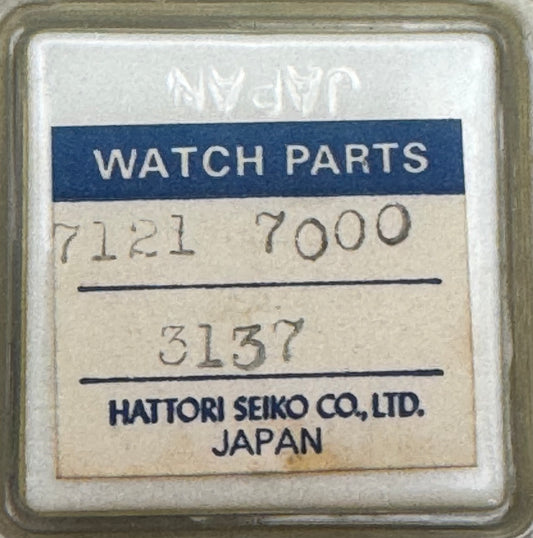 JAPAN
WATCH PARTS
7121 7000
3137
HATTORI SEIKO CO., LTD.
JAPAN